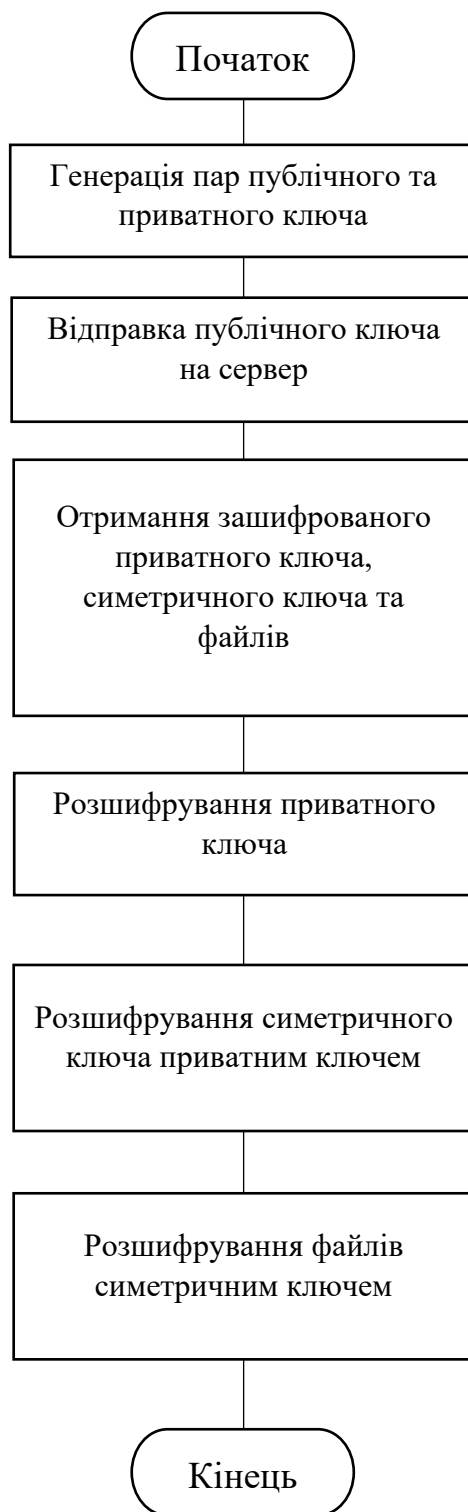 Початок
Генерація пар публічного та
приватного ключа
Відправка публічного ключа
на сервер
Отримання зашифрованого
приватного ключа,
симетричного ключа та
файлів
Розшифрування приватного
ключа
Розшифрування симетричного
ключа приватним ключем
Розшифрування файлів
симетричним ключем
Кінець